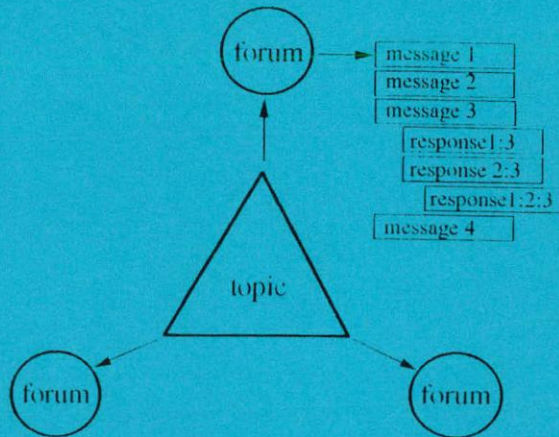 forum
message 1
message 2
message 3
response1:3
response 2:3
response1:2:3
message 4
topic
forum
forum